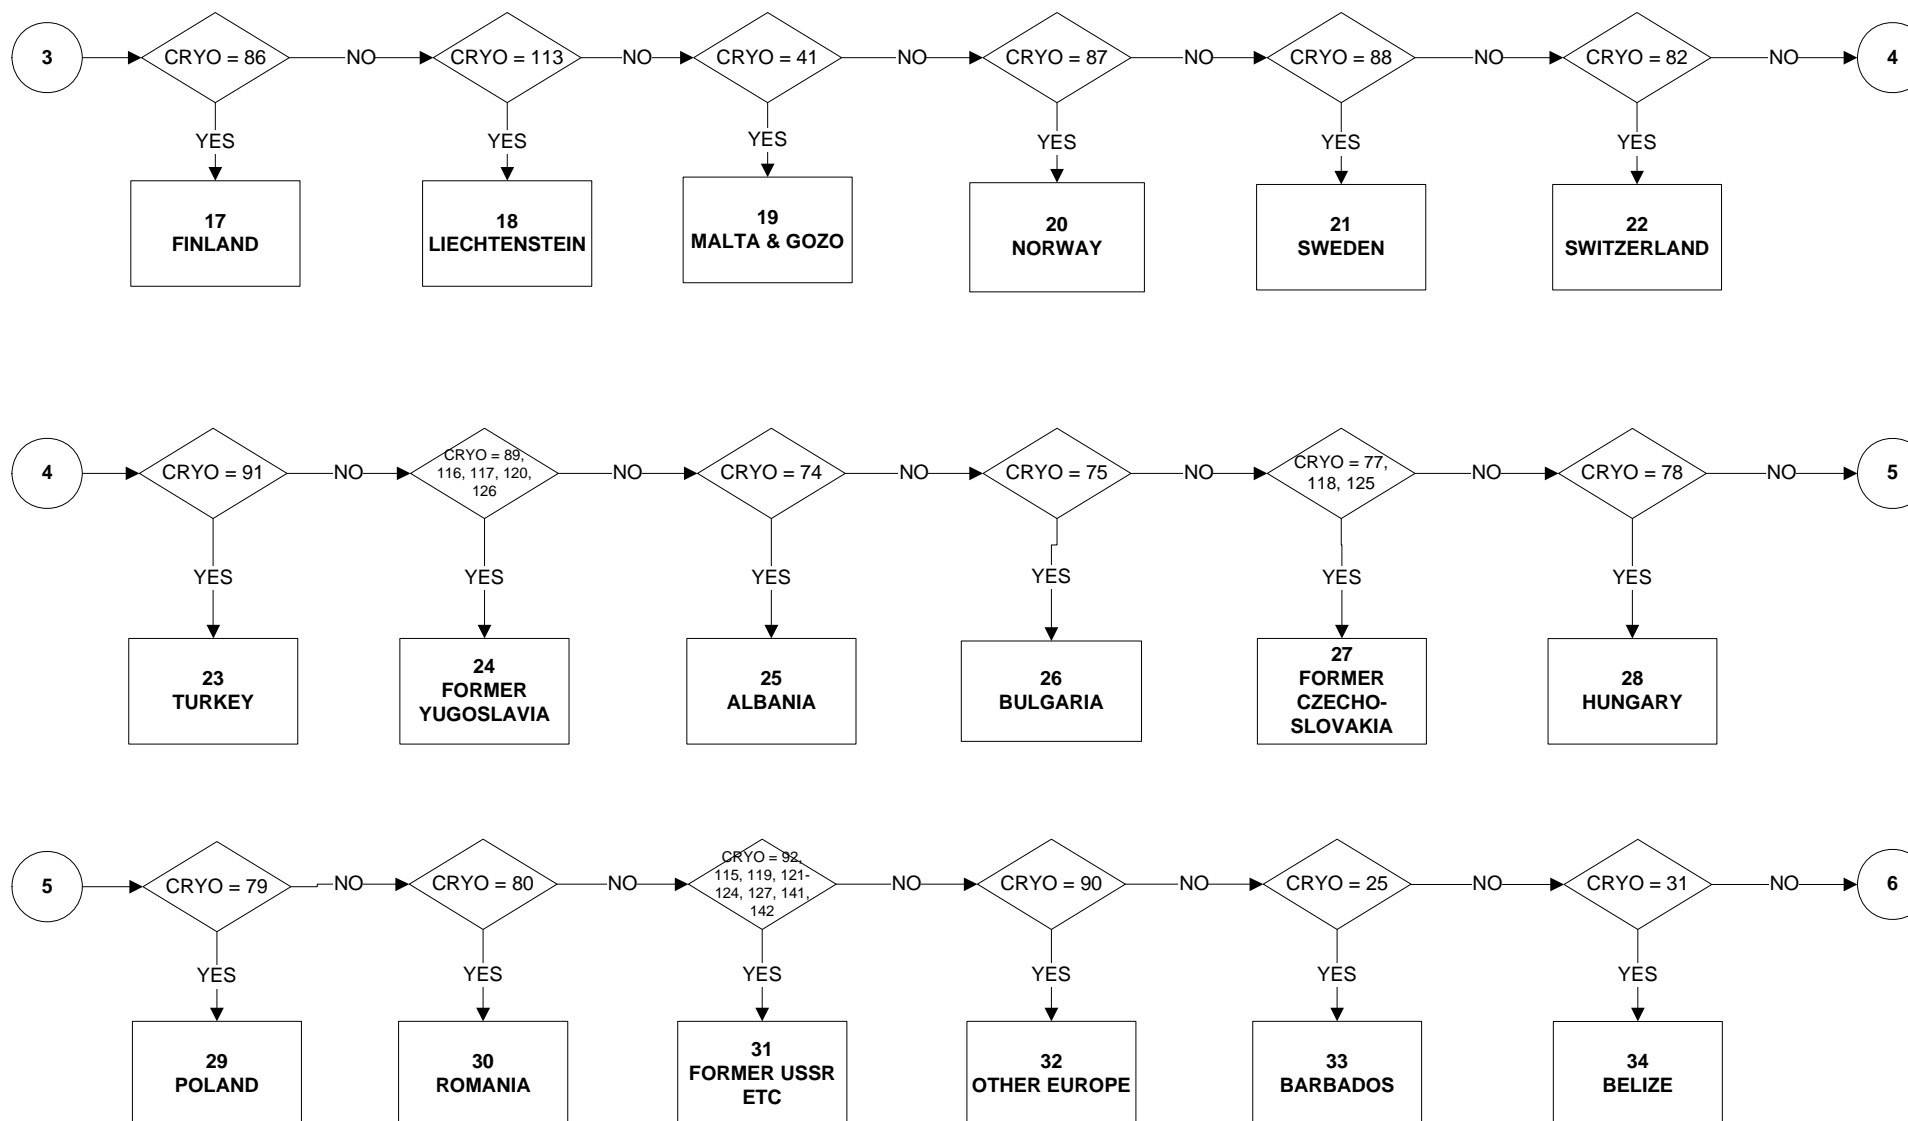 3
CRYO = 86
NO
CRYO = 113
NO
CRYO = 41
NO
CRYO = 87
NO
CRYO = 88
NO
CRYO = 82
NO
4
YES
YES
YES
YES
YES
YES
17
FINLAND
18
LIECHTENSTEIN
19
MALTA & GOZO
20
NORWAY
21
SWEDEN
22
SWITZERLAND
4
CRYO = 91
NO
CRYO = 89,
116, 117, 120,
126
NO
CRYO = 74
NO
CRYO = 75
NO
CRYO = 77,
118, 125
NO
CRYO = 78
NO
5
YES
YES
YES
YES
YES
YES
23
TURKEY
24
FORMER
YUGOSLAVIA
25
ALBANIA
26
BULGARIA
27
FORMER
CZECHO-
SLOVAKIA
28
HUNGARY
5
CRYO = 79
NO
CRYO = 80
NO
CRYO = 92,
115, 119, 121-
124, 127, 141,
142
NO
CRYO = 90
NO
CRYO = 25
NO
CRYO = 31
NO
6
YES
YES
YES
YES
YES
YES
29
POLAND
30
ROMANIA
31
FORMER USSR
ETC
32
OTHER EUROPE
33
BARBADOS
34
BELIZE